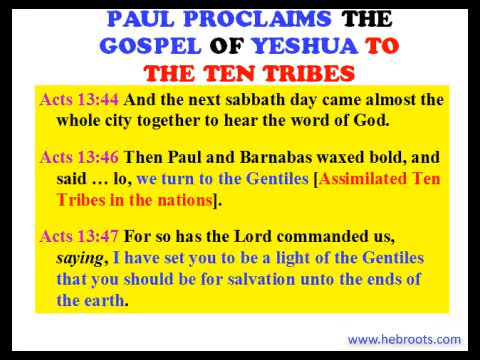 PAUL PROCLAIMS THE
GOSPEL OF YESHUA TO
THE TEN TRIBES
Acts 13:44 And the next sabbath day came almost the
whole city together to hear the word of God.
Acts 13:46 Then Paul and Barnabas waxed bold, and
said … lo, we turn to the Gentiles [Assimilated Ten
Tribes in the nations].
Acts 13:47 For so has the Lord commanded us,
saying, I have set you to be a light of the Gentiles
that you should be for salvation unto the ends of
the earth.
www.hebroots.com